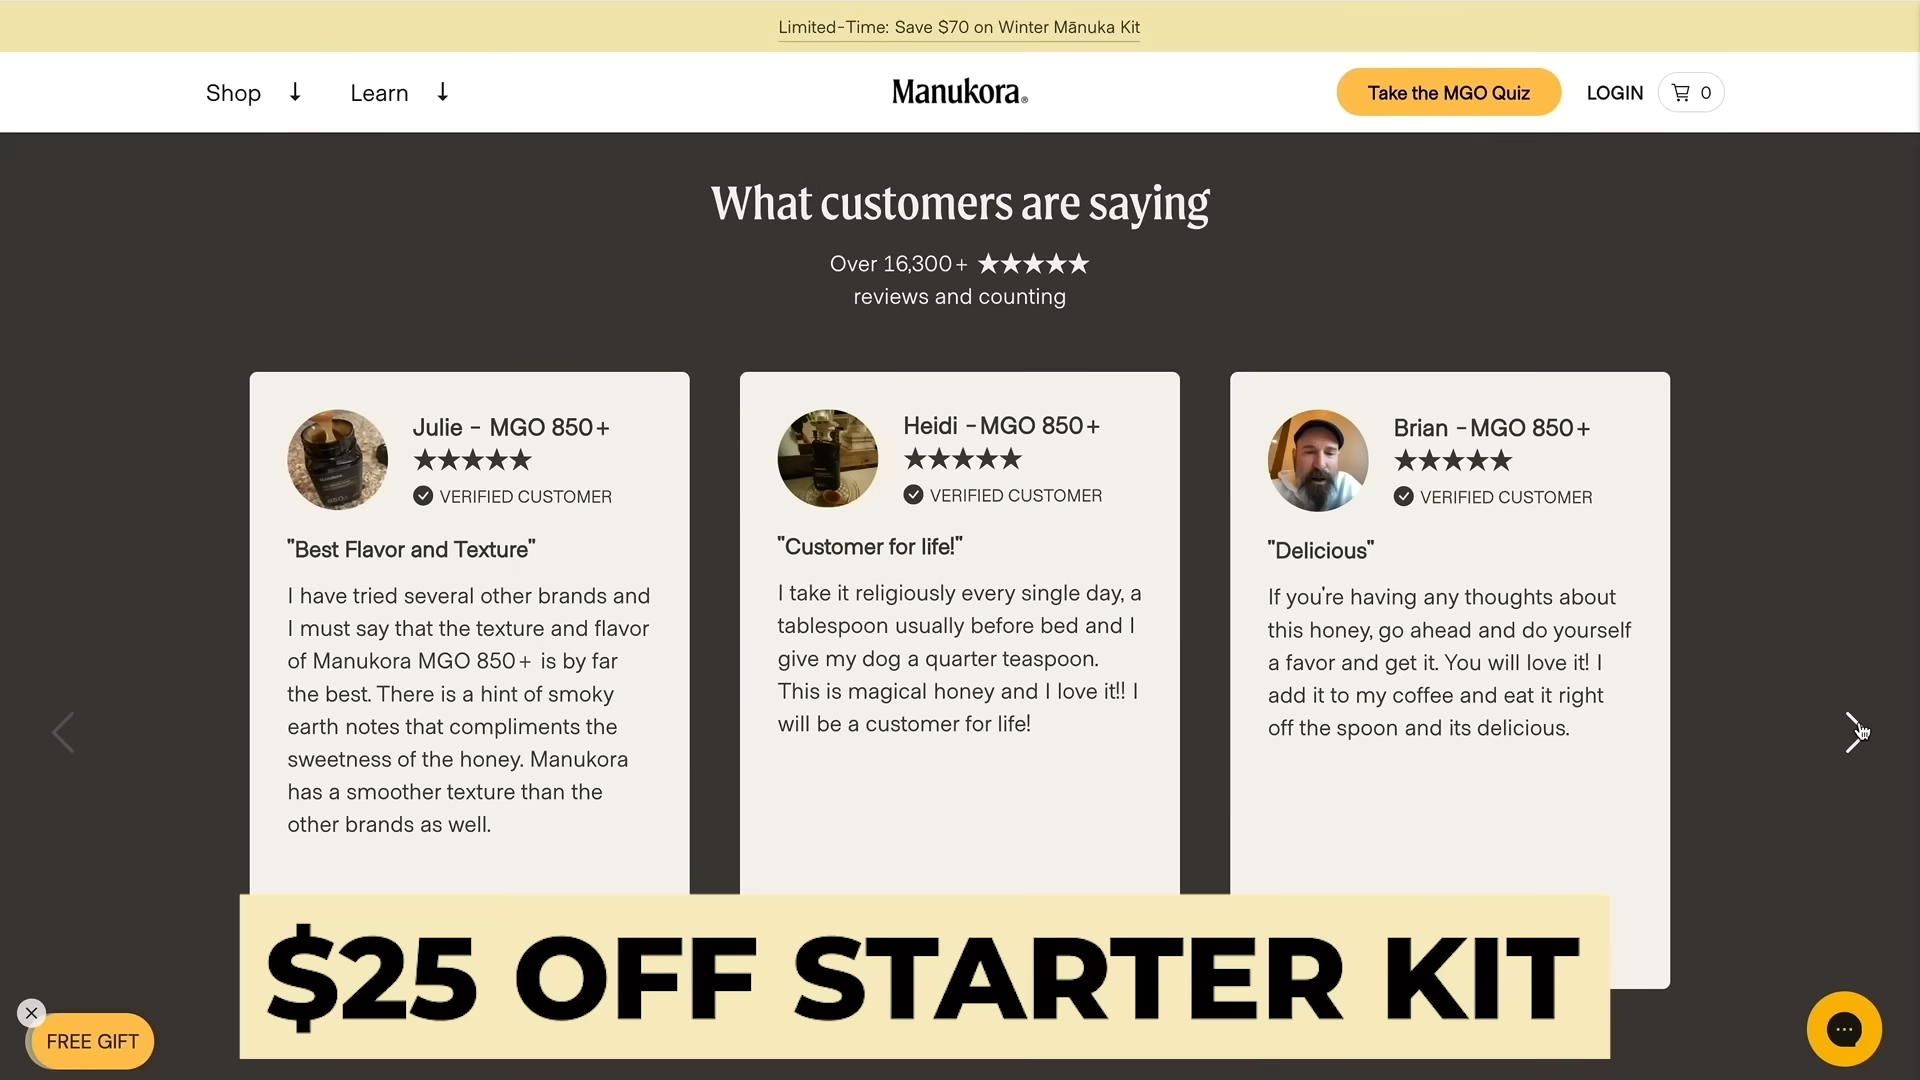 Limited-Time: Save $70 on Winter Mānuka Kit
Shop ↓ Learn ↓
Manukora®
Take the MGO Quiz
LOGIN
0
What customers are saying
Over 16,300+ ★★★★★
reviews and counting
Julie - MGO 850+
★★★★★
VERIFIED CUSTOMER
"Best Flavor and Texture"
I have tried several other brands and
I must say that the texture and flavor
of Manukora MGO 850+ is by far
the best. There is a hint of smoky
earth notes that compliments the
sweetness of the honey. Manukora
has a smoother texture than the
other brands as well.
Heidi -MGO 850+
★★★★★
VERIFIED CUSTOMER
"Customer for life!"
I take it religiously every single day, a
tablespoon usually before bed and I
give my dog a quarter teaspoon.
This is magical honey and I love it!! I
will be a customer for life!
Brian -MGO 850+
★★★★★
VERIFIED CUSTOMER
"Delicious"
If you're having any thoughts about
this honey, go ahead and do yourself
a favor and get it. You will love it! I
add it to my coffee and eat it right
off the spoon and its delicious.
$25 OFF STARTER KIT
FREE GIFT